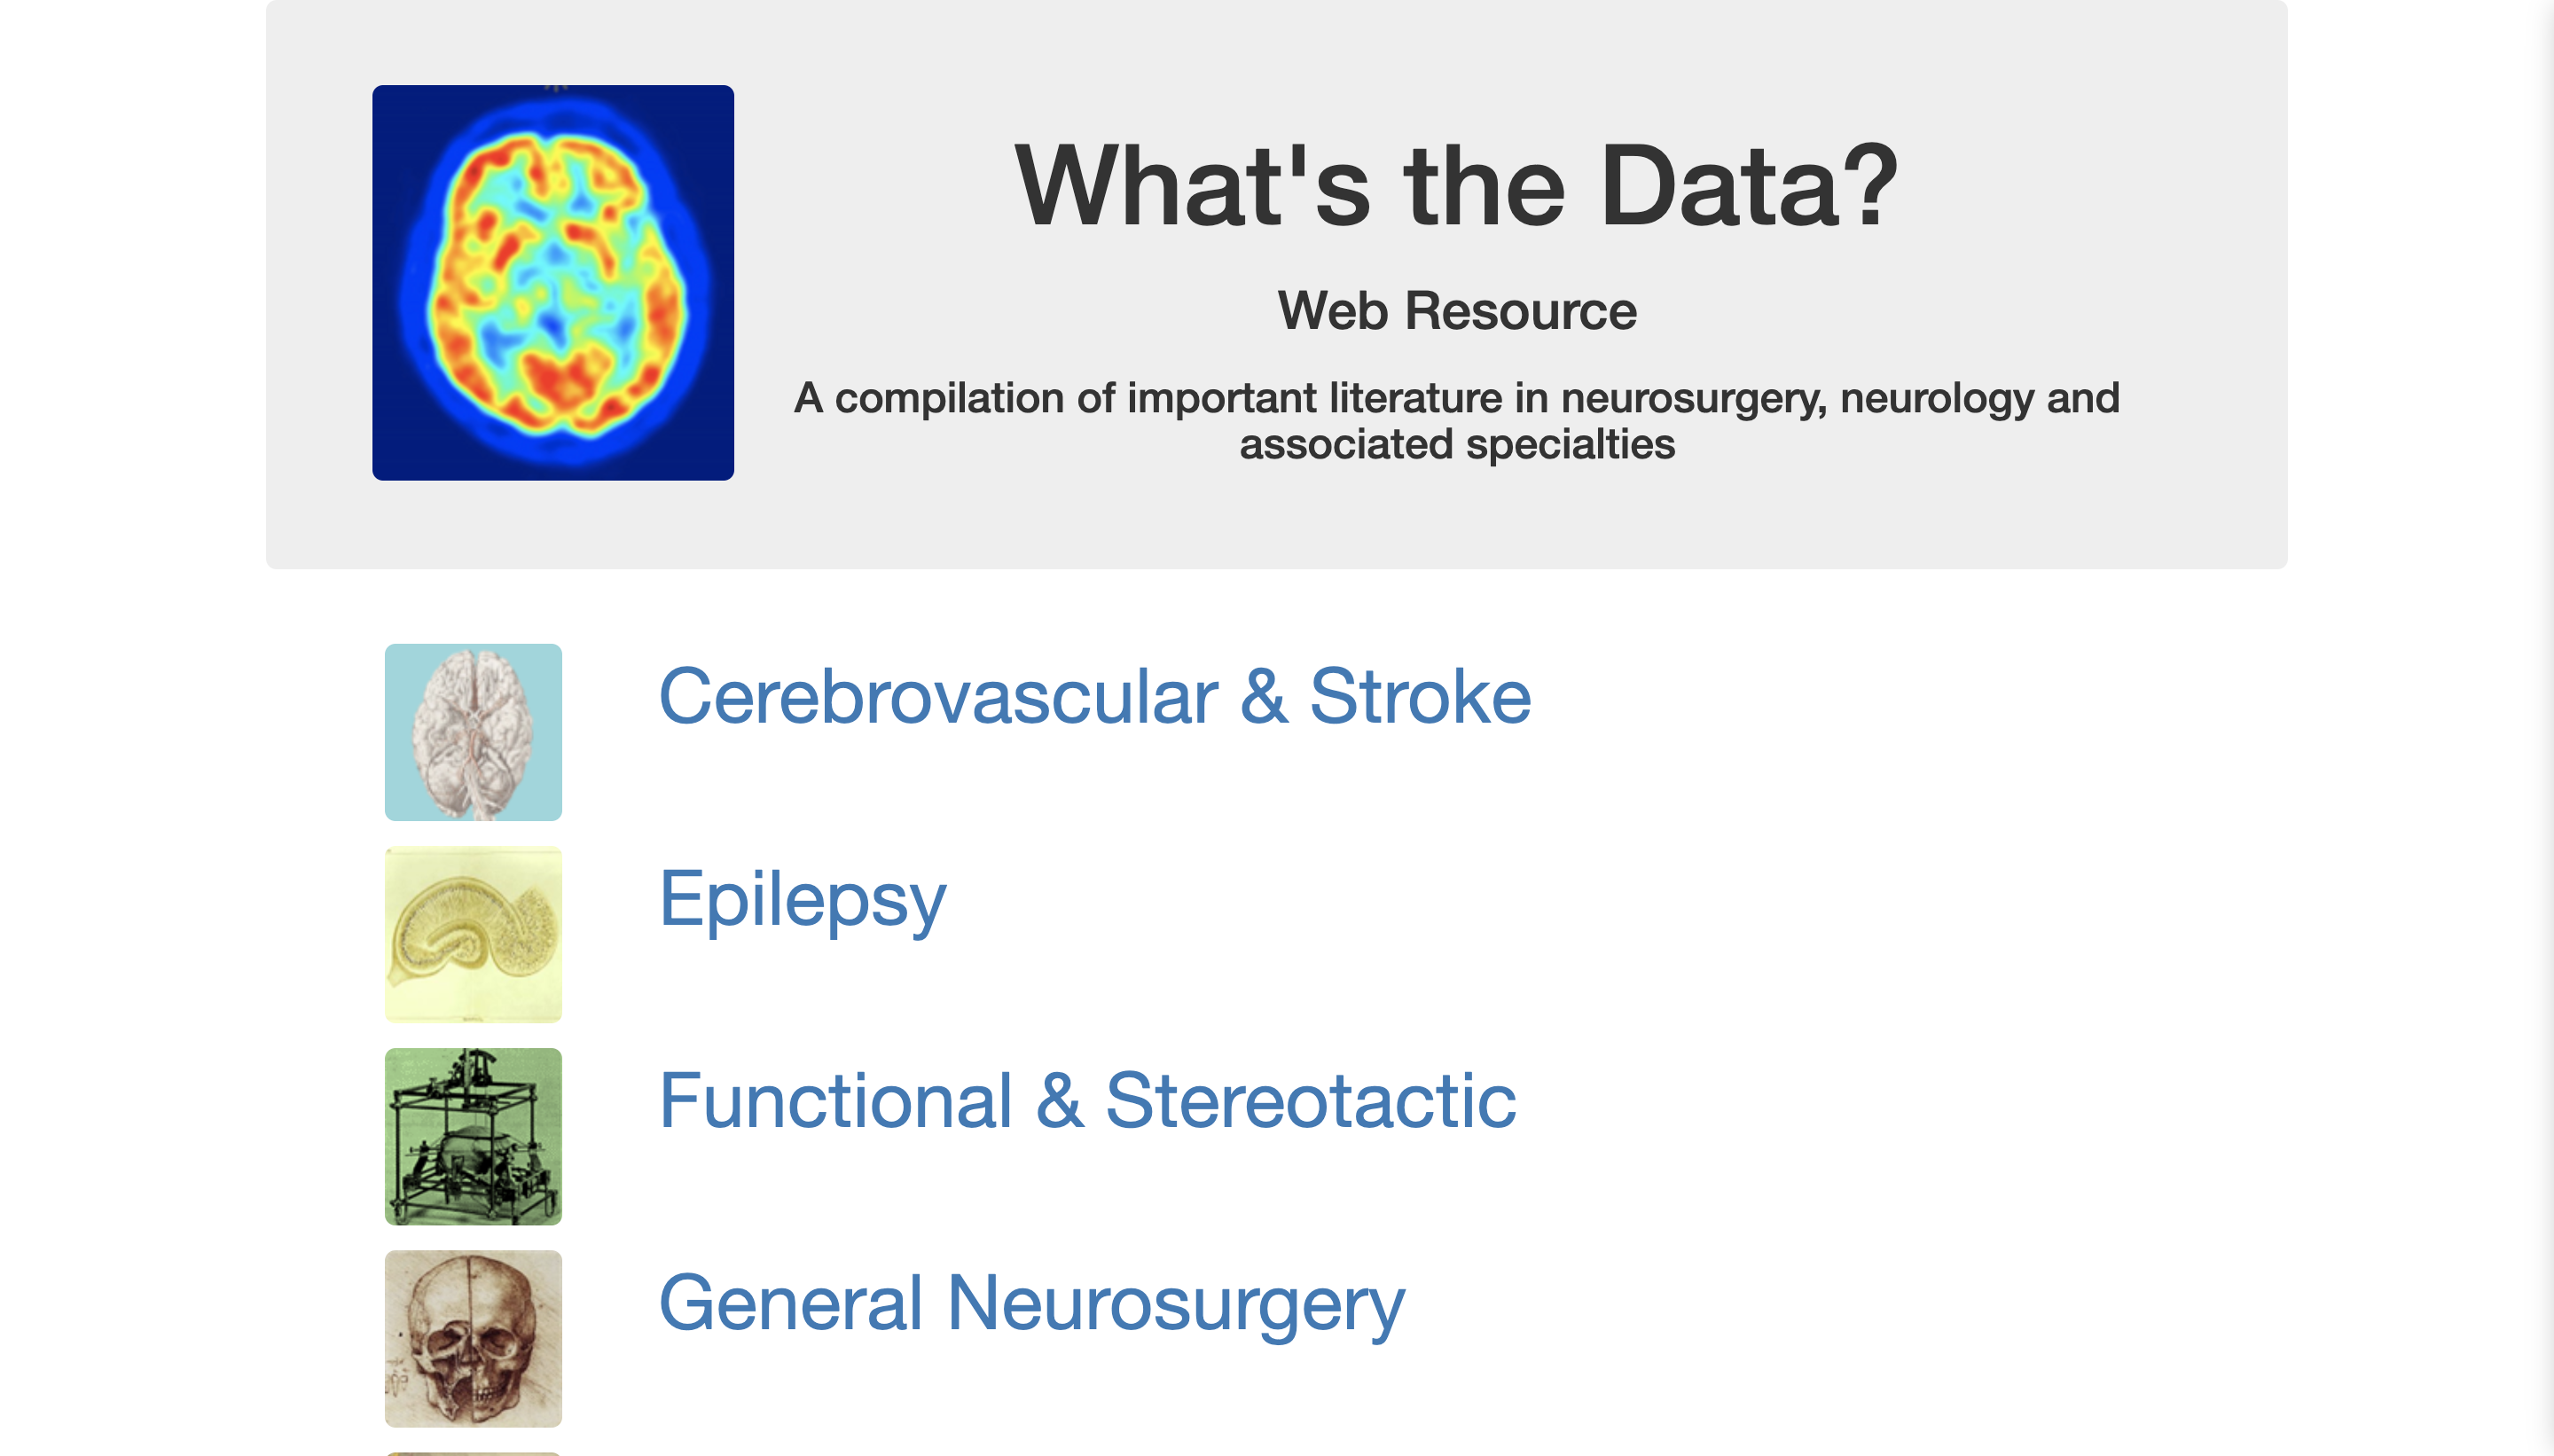 What's the Data?
Web Resource
A compilation of important literature in neurosurgery, neurology and
associated specialties
Cerebrovascular & Stroke
Epilepsy
Functional & Stereotactic
General Neurosurgery